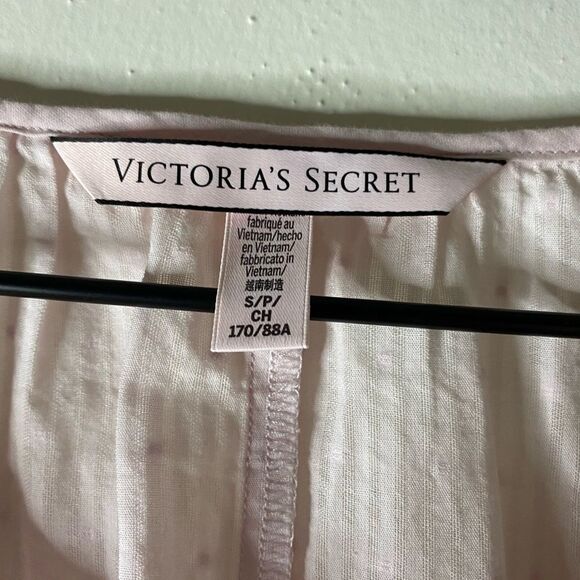 VICTORIA'S SECRET
fabriqué au
Vietnam/hecho
en Vietnam/
fabbricato in
Vietnam/
越南制造
S/P/
CH
170/88A